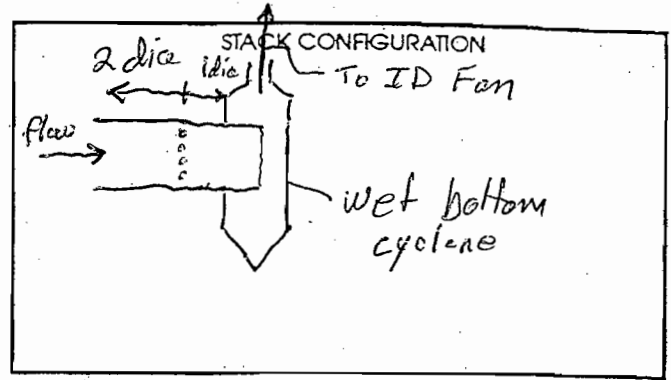 STACK CONFIGURATION
2 dia
1 dia
To ID Fan
flow
wet bottom
cyclone